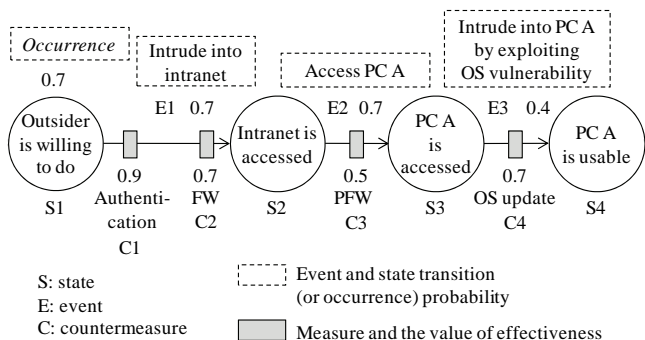 Occurrence
0.7
Intrude into
intranet
Access PC A
Intrude into PC A
by exploiting
OS vulnerability
E1 0.7
E2 0.7
E3 0.4
Outsider
is willing
to do
Intranet is
accessed
PC A
is
accessed
PC A
is usable
S1
S2
S3
S4
0.9
Authenti-
cation
C1
0.7
FW
C2
0.5
PFW
C3
0.7
OS update
C4
S: state
E: event
C: countermeasure
Event and state transition
(or occurrence) probability
Measure and the value of effectiveness